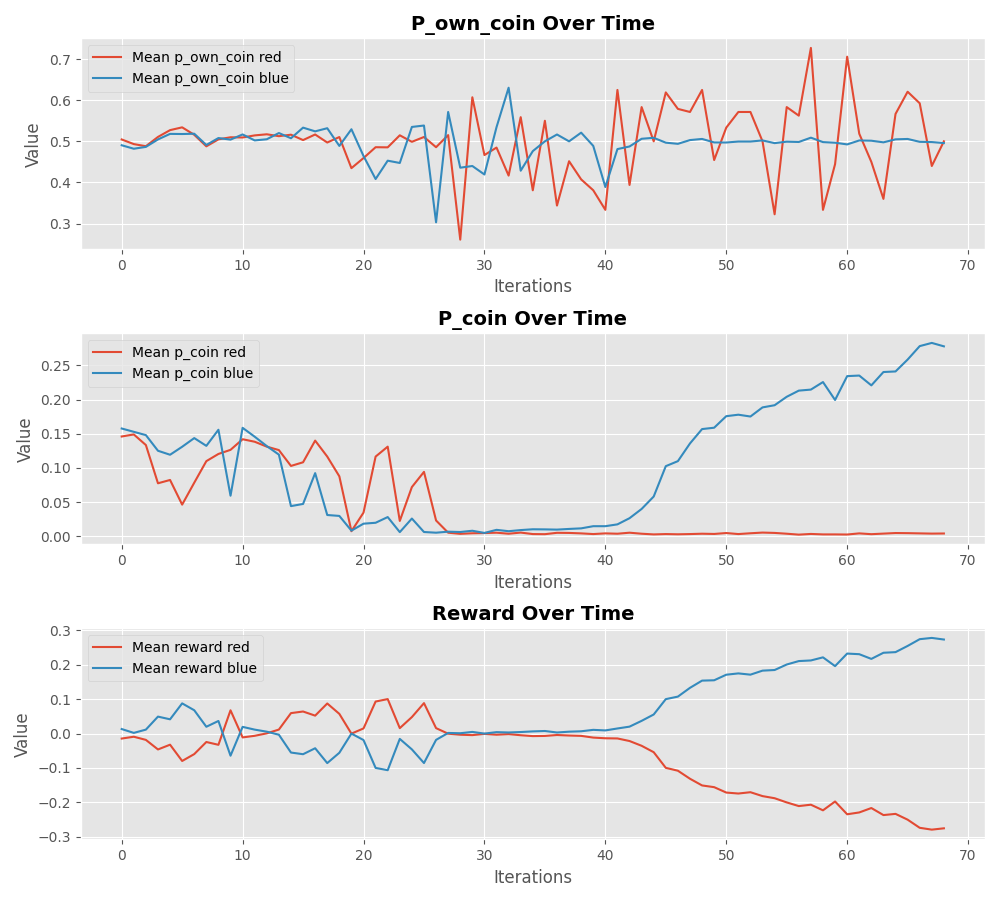 P_own_coin Over Time
Mean p_own_coin red
Mean p_own_coin blue
Value
0.7
0.6
0.5
0.4
0.3
0 10 20 30 40 50 60 70
Iterations
P_coin Over Time
Mean p_coin red
Mean p_coin blue
Value
0.25
0.20
0.15
0.10
0.05
0.00
0 10 20 30 40 50 60 70
Iterations
Reward Over Time
Mean reward red
Mean reward blue
Value
0.3
0.2
0.1
0.0
−0.1
−0.2
−0.3
0 10 20 30 40 50 60 70
Iterations